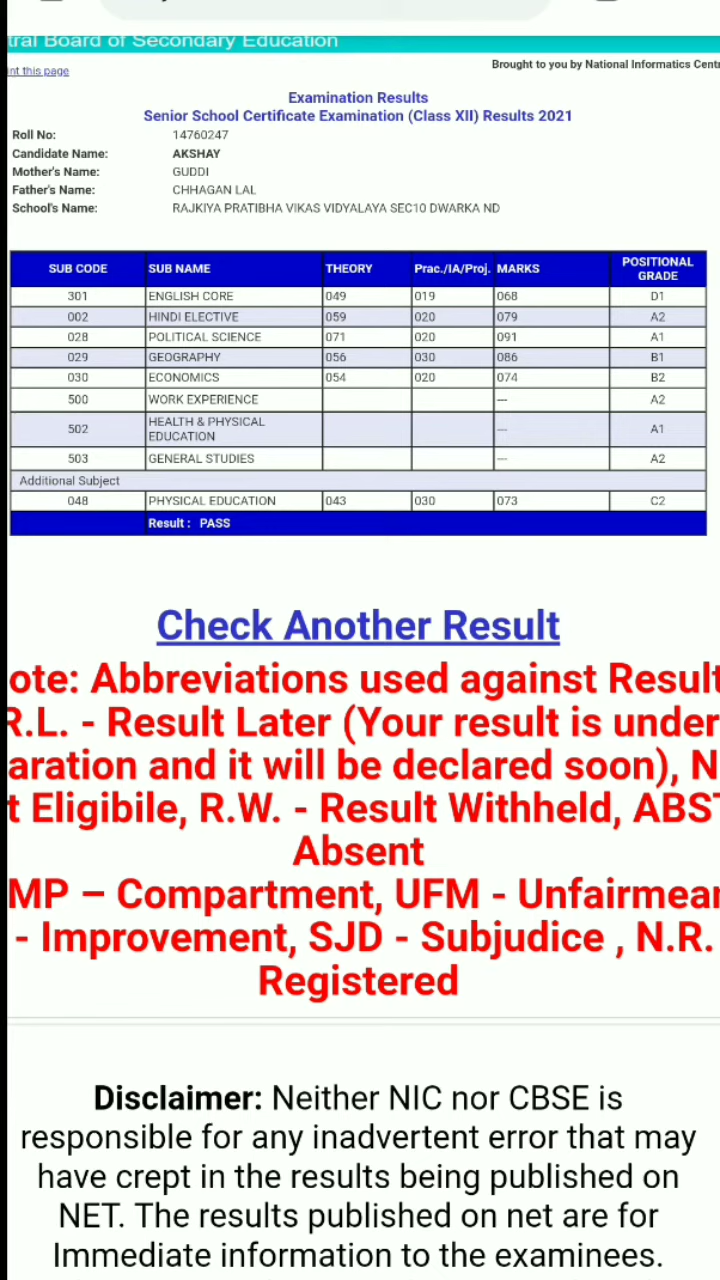 tral Board of Secondary Education
int this page
Brought to you by National Informatics Cent
Examination Results
Senior School Certificate Examination (Class XII) Results 2021
Roll No: 14760247
Candidate Name: AKSHAY
Mother's Name: GUDDI
Father's Name: CHHAGAN LAL
School's Name: RAJKIYA PRATIBHA VIKAS VIDYALAYA SEC10 DWARKA ND
SUB CODE SUB NAME THEORY Prac./IA/Proj. MARKS POSITIONAL GRADE
301 ENGLISH CORE 049 019 068 D1
002 HINDI ELECTIVE 059 020 079 A2
028 POLITICAL SCIENCE 071 020 091 A1
029 GEOGRAPHY 056 030 086 B1
030 ECONOMICS 054 020 074 B2
500 WORK EXPERIENCE --- A2
502 HEALTH & PHYSICAL EDUCATION --- A1
503 GENERAL STUDIES --- A2
Additional Subject
048 PHYSICAL EDUCATION 043 030 073 C2
Result : PASS
Check Another Result
ote: Abbreviations used against Result
R.L. - Result Later (Your result is under
aration and it will be declared soon), N
t Eligibile, R.W. - Result Withheld, ABST
Absent
MP – Compartment, UFM - Unfairmean
- Improvement, SJD - Subjudice , N.R.
Registered
Disclaimer: Neither NIC nor CBSE is
responsible for any inadvertent error that may
have crept in the results being published on
NET. The results published on net are for
Immediate information to the examinees.